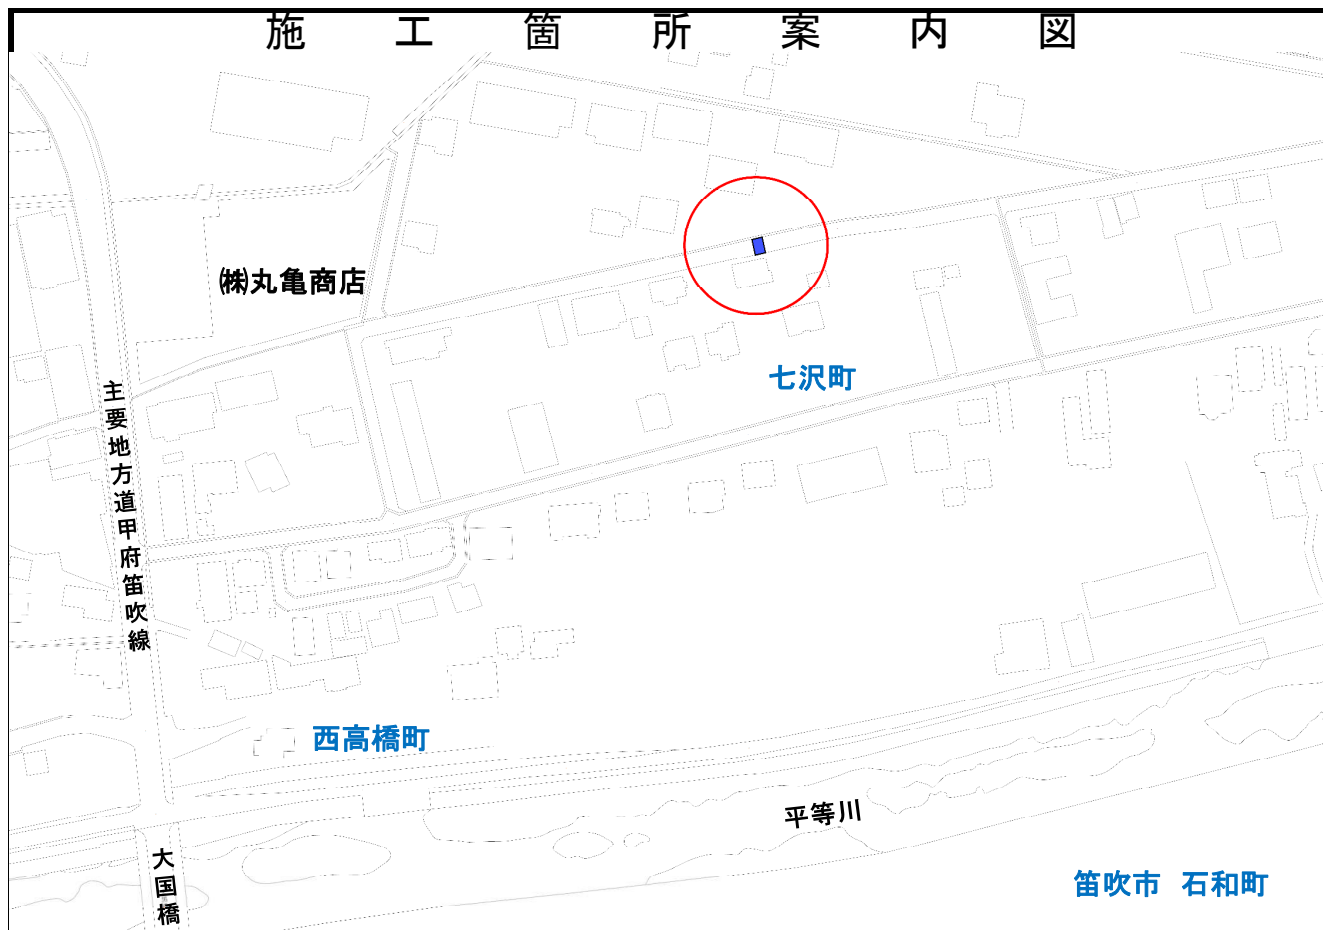 施工箇所案内図
㈱丸亀商店
七沢町
主要地方道甲府笛吹線
西高橋町
平等川
大国橋
笛吹市 石和町